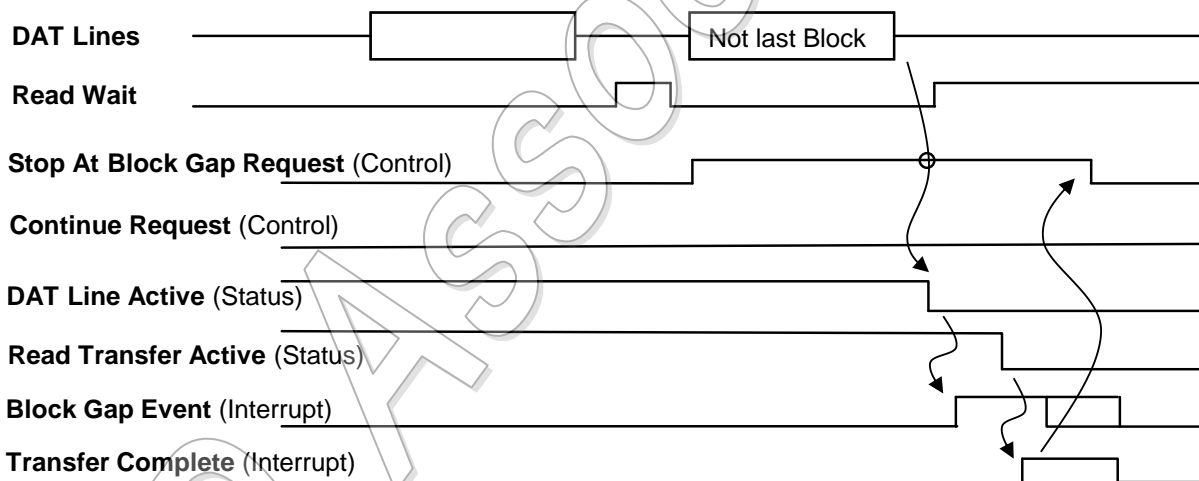 DAT Lines
Not last Block
Read Wait
Stop At Block Gap Request (Control)
Continue Request (Control)
DAT Line Active (Status)
Read Transfer Active (Status)
Block Gap Event (Interrupt)
Transfer Complete (Interrupt)